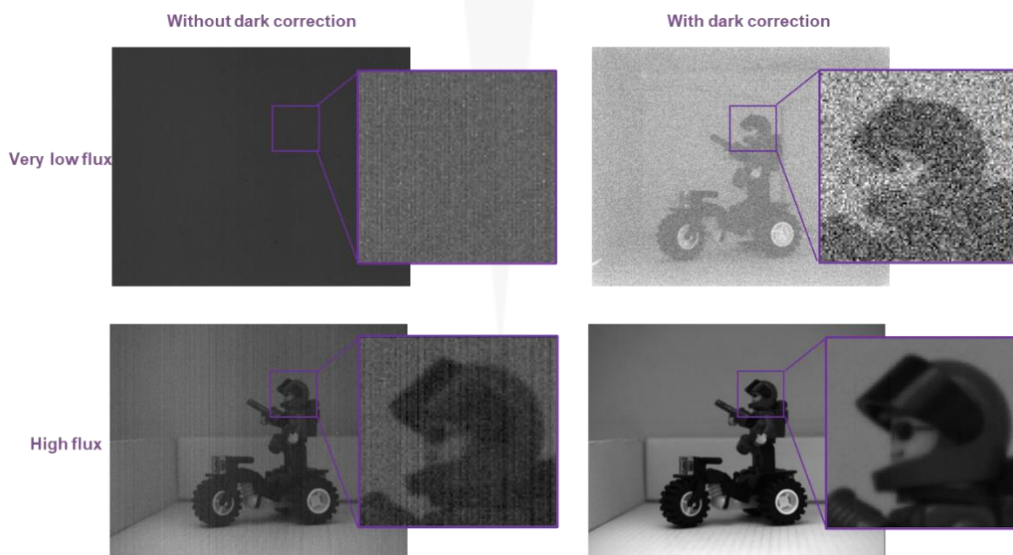 Without dark correction
With dark correction
Very low flux
High flux